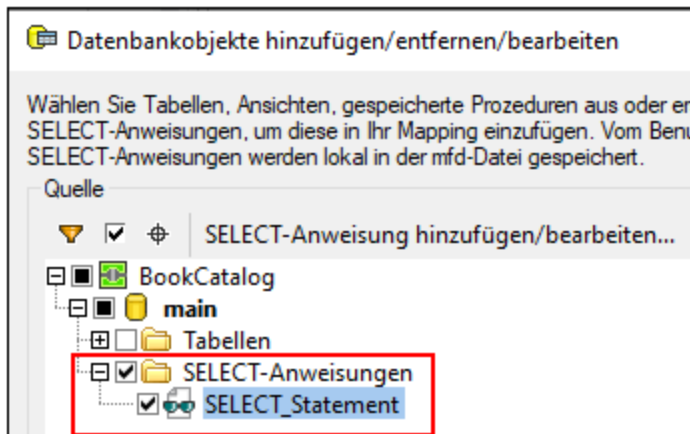 Datenbankobjekte hinzufügen/entfernen/bearbeiten
Wählen Sie Tabellen, Ansichten, gespeicherte Prozeduren aus oder er
SELECT-Anweisungen, um diese in Ihr Mapping einzufügen. Vom Benu
SELECT-Anweisungen werden lokal in der mfd-Datei gespeichert.
Quelle
SELECT-Anweisung hinzufügen/bearbeiten...
BookCatalog
main
Tabellen
SELECT-Anweisungen
SELECT_Statement